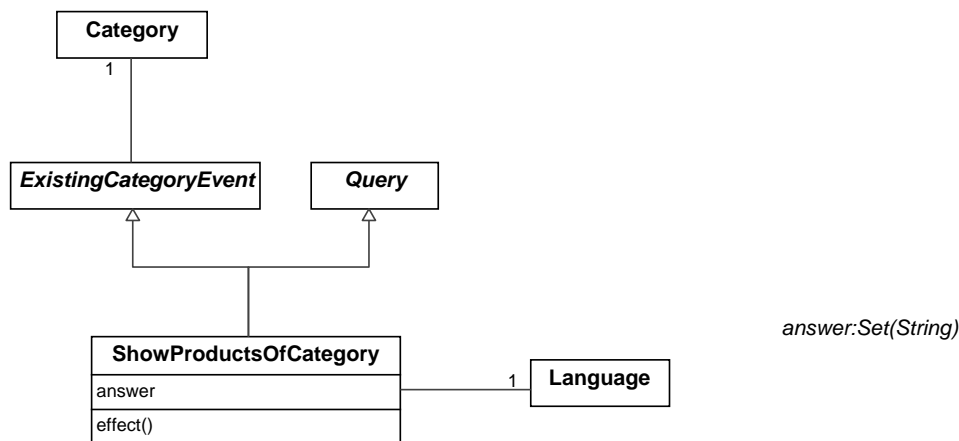 Category
1
ExistingCategoryEvent
Query
answer:Set(String)
ShowProductsOfCategory
answer
effect()
1
Language